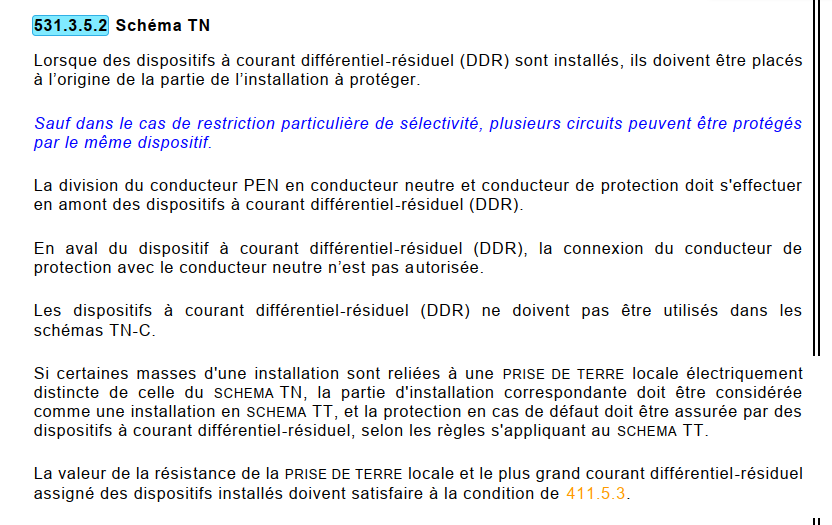 531.3.5.2 Schéma TN
Lorsque des dispositifs à courant différentiel-résiduel (DDR) sont installés, ils doivent être placés
à l'origine de la partie de l'installation à protéger.
Sauf dans le cas de restriction particulière de sélectivité, plusieurs circuits peuvent être protégés
par le même dispositif.
La division du conducteur PEN en conducteur neutre et conducteur de protection doit s'effectuer
en amont des dispositifs à courant différentiel-résiduel (DDR).
En aval du dispositif à courant différentiel-résiduel (DDR), la connexion du conducteur de
protection avec le conducteur neutre n'est pas autorisée.
Les dispositifs à courant différentiel-résiduel (DDR) ne doivent pas être utilisés dans les
schémas TN-C.
Si certaines masses d'une installation sont reliées à une PRISE DE TERRE locale électriquement
distincte de celle du SCHEMA TN, la partie d'installation correspondante doit être considérée
comme une installation en SCHEMA TT, et la protection en cas de défaut doit être assurée par des
dispositifs à courant différentiel-résiduel, selon les règles s'appliquant au SCHEMA TT.
La valeur de la résistance de la PRISE DE TERRE locale et le plus grand courant différentiel-résiduel
assigné des dispositifs installés doivent satisfaire à la condition de 411.5.3.